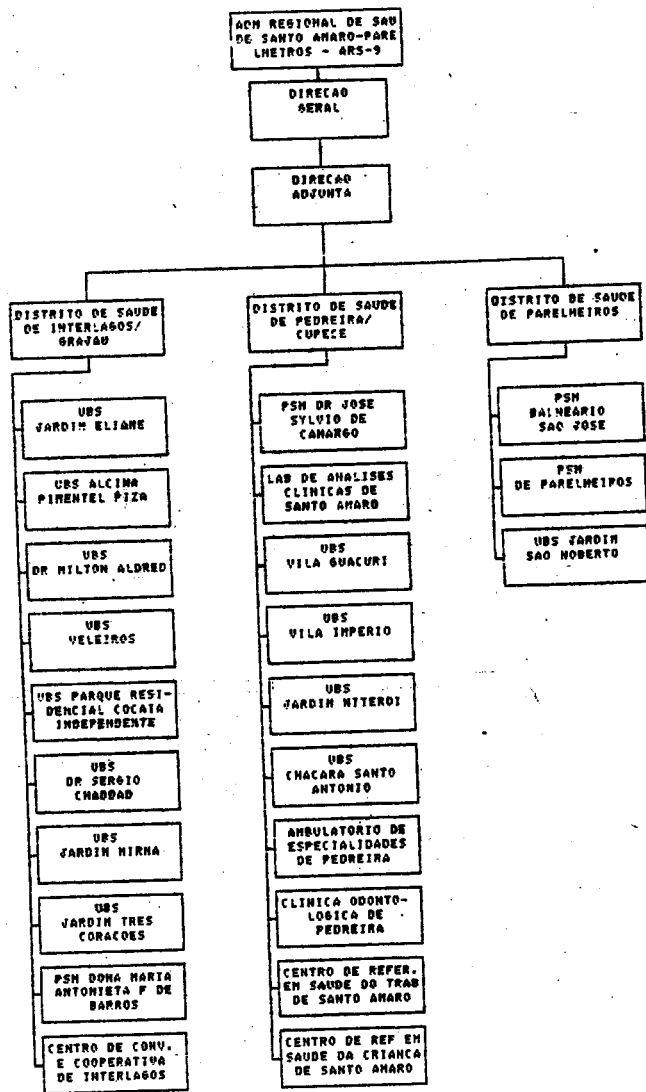 ADM REGIONAL DE SAU
DE SANTO AMARO-PARE
LHEIROS - ARS-9
DIRECAO
GERAL
DIRECAO
ADJUNTA
DISTRITO DE SAUDE
DE INTERLAGOS/
GRAJAU
UBS
JARDIM ELIANE
UBS ALCINA
PIMENTEL PIZA
UBS
DR MILTON ALDRED
UBS
VELEIROS
UBS PARQUE RESI-
DENCIAL COCAIA
INDEPENDENTE
UBS
DR SERGIO
CHADDAD
UBS
JARDIM MIRNA
UBS
JARDIM TRES
CORACOES
PSM DONA MARIA
ANTONIETA F DE
BARROS
CENTRO DE CONV.
E COOPERATIVA
DE INTERLAGOS
DISTRITO DE SAUDE
DE PEDREIRA/
CUPECE
PSM DR JOSE
SYLVIO DE
CAMARGO
LAB DE ANALISES
CLINICAS DE
SANTO AMARO
UBS
VILA GUACURI
UBS
VILA IMPERIO
UBS
JARDIM NITEROI
UBS
CHACARA SANTO
ANTONIO
AMBULATORIO DE
ESPECIALIDADES
DE PEDREIRA
CLINICA ODONTO-
LOGICA DE
PEDREIRA
CENTRO DE REFER.
EM SAUDE DO TRAB
DE SANTO AMARO
CENTRO DE REF EM
SAUDE DA CRIANCA
DE SANTO AMARO
DISTRITO DE SAUDE
DE PARELHEIROS
PSM
BALNEARIO
SAO JOSE
PSM
DE PARELHEIROS
UBS JARDIM
SAO NOBERTO